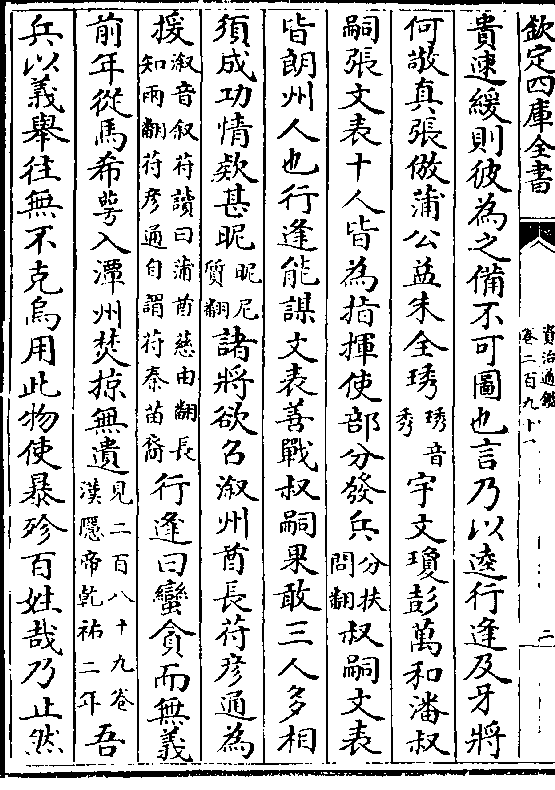 欽定四庫全書
資治通鑑
卷二百九十一
貴速緩則彼為之備不可圖也言乃以逵行逢及牙將
何敬真張倣蒲公益朱全琇琇音秀宇文瓊彭萬和潘叔
嗣張文表十人皆為指揮使部分發兵分扶問翻叔嗣文表
皆朗州人也行逢能謀文表善戰叔嗣果敢三人多相
須成功情欵甚昵昵尼質翻諸將欲召溆州酋長苻彦通為
援溆音叙苻讀曰蒲酋慈由翻長知兩翻苻彦通自謂苻秦苗裔行逢曰蠻貪而無義
前年從馬希萼入潭州焚掠無遺見二百八十九卷漢隱帝乾祐二年吾
兵以義舉往無不克烏用此物使暴殄百姓哉乃止然